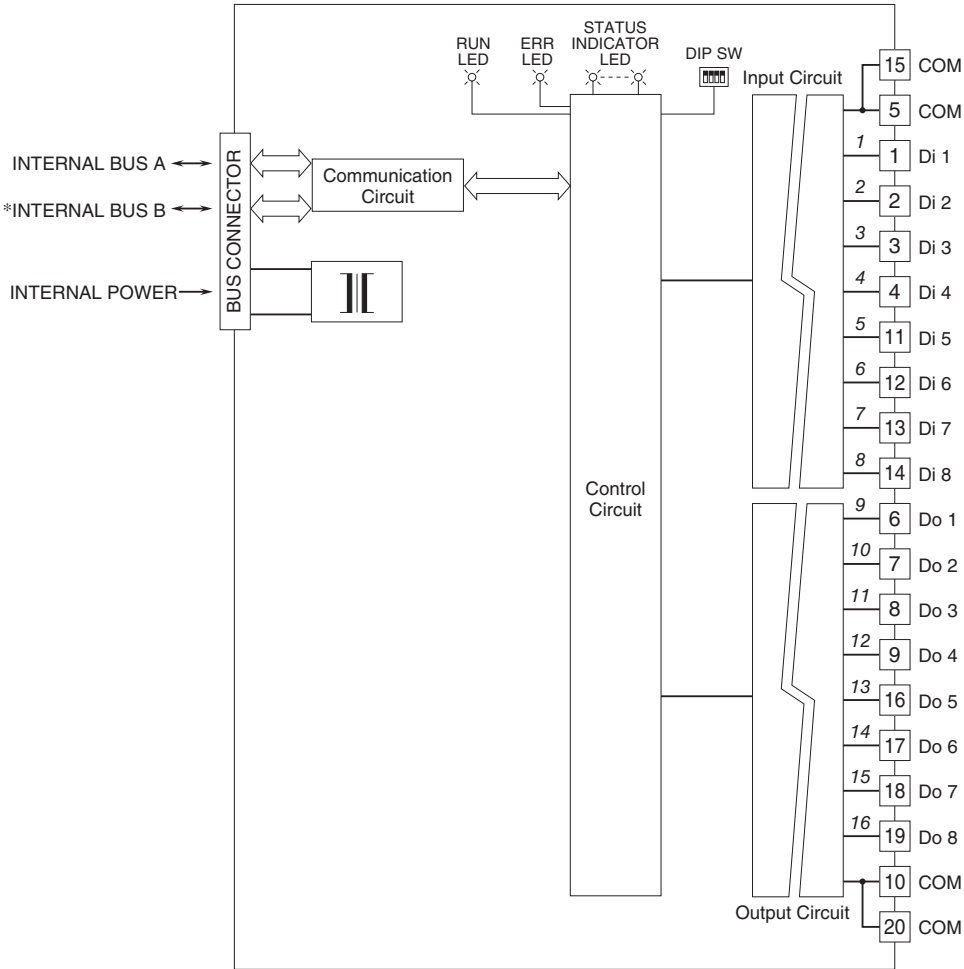 RUN
LED
ERR
LED
STATUS
INDICATOR
LED
DIP SW
Input Circuit
15 COM
5 COM
1 1 Di 1
2 2 Di 2
3 3 Di 3
4 4 Di 4
5 11 Di 5
6 12 Di 6
7 13 Di 7
8 14 Di 8
INTERNAL BUS A
*INTERNAL BUS B
INTERNAL POWER
BUS CONNECTOR
Communication
Circuit
Control
Circuit
9 6 Do 1
10 7 Do 2
11 8 Do 3
12 9 Do 4
13 16 Do 5
14 17 Do 6
15 18 Do 7
16 19 Do 8
10 COM
20 COM
Output Circuit